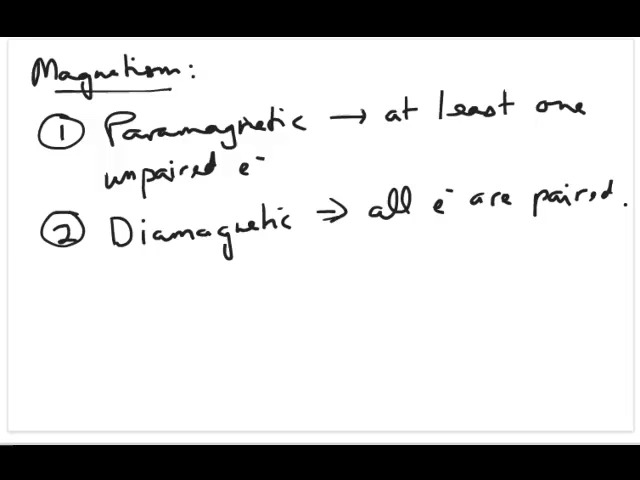 Magnetism:
① Paramagnetic → at least one
unpaired e⁻
② Diamagnetic ⇒ all e⁻ are paired.